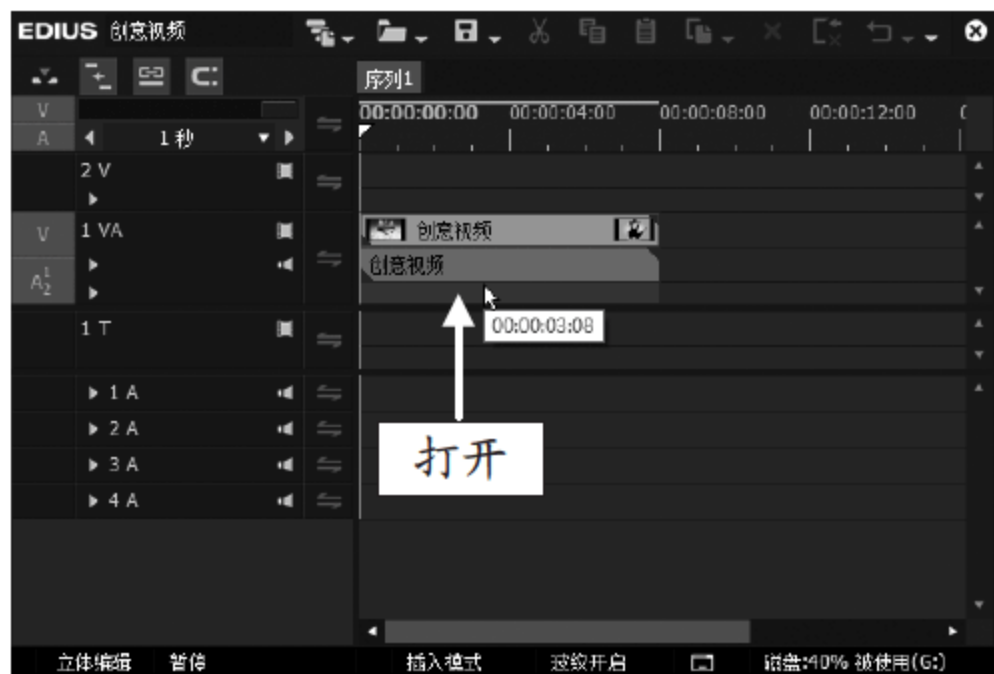 EDIUS 创意视频
序列1
V
A
1秒
00:00:00:00 00:00:04:00 00:00:08:00 00:00:12:00
2 V
V
1 VA
创意视频
A 1 2
创意视频
00:00:03:08
1 T
打开
1 A
2 A
3 A
4 A
立体编辑 暂停 插入模式 波纹开启 磁盘:40% 被使用(G:)